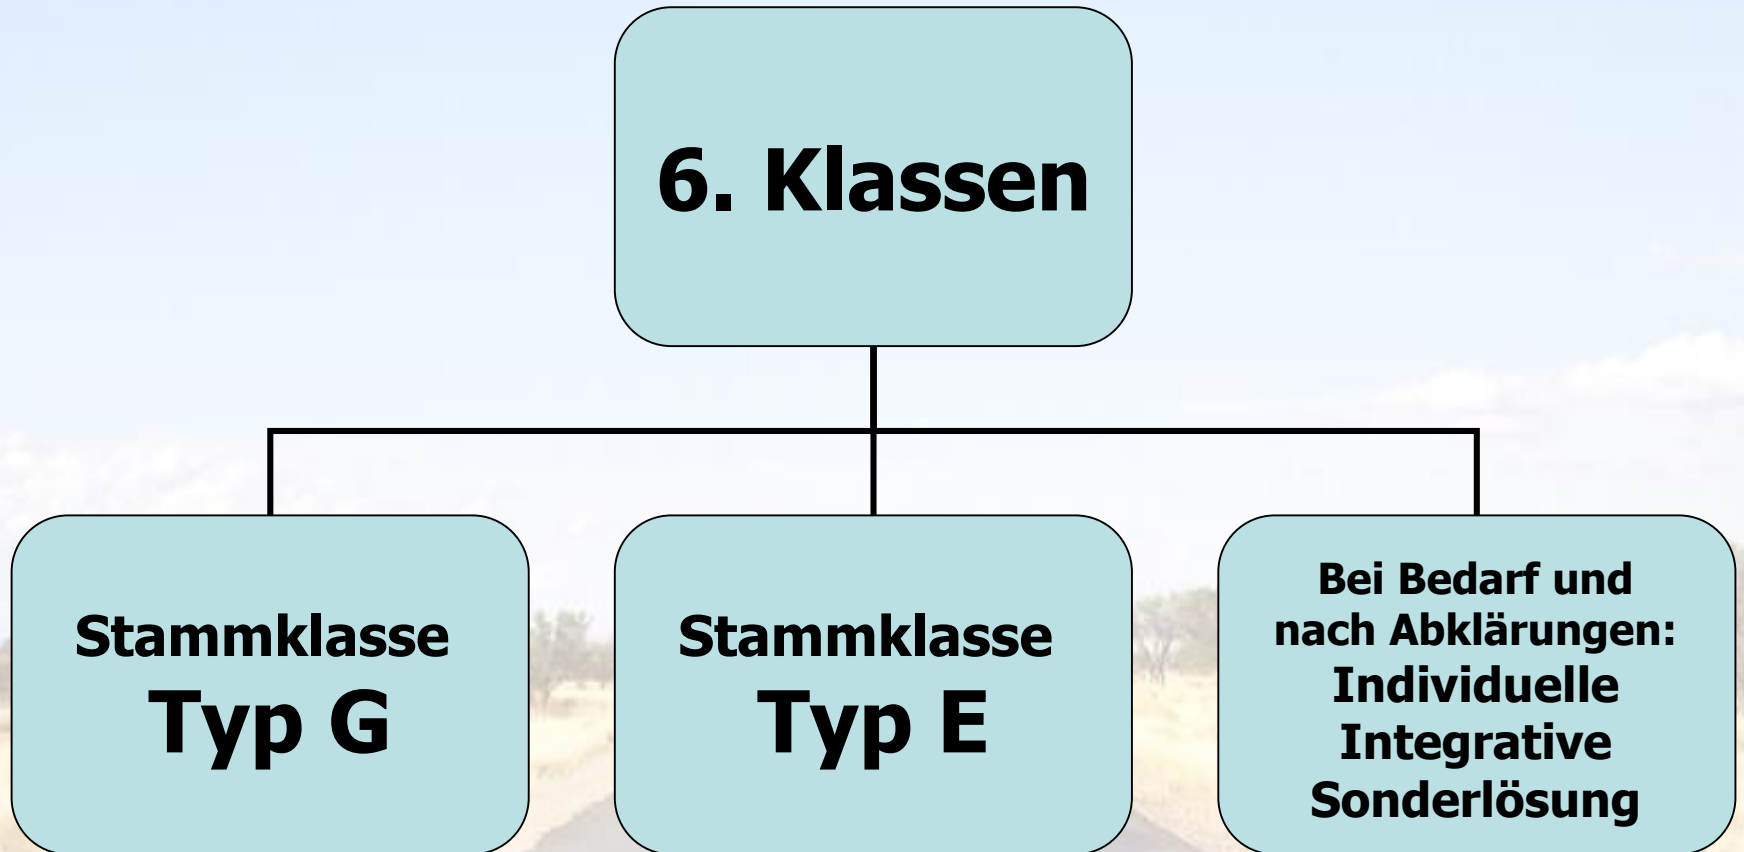 6. Klassen
Stammklasse
Typ G
Stammklasse
Typ E
Bei Bedarf und
nach Abklärungen:
Individuelle
Integrative
Sonderlösung